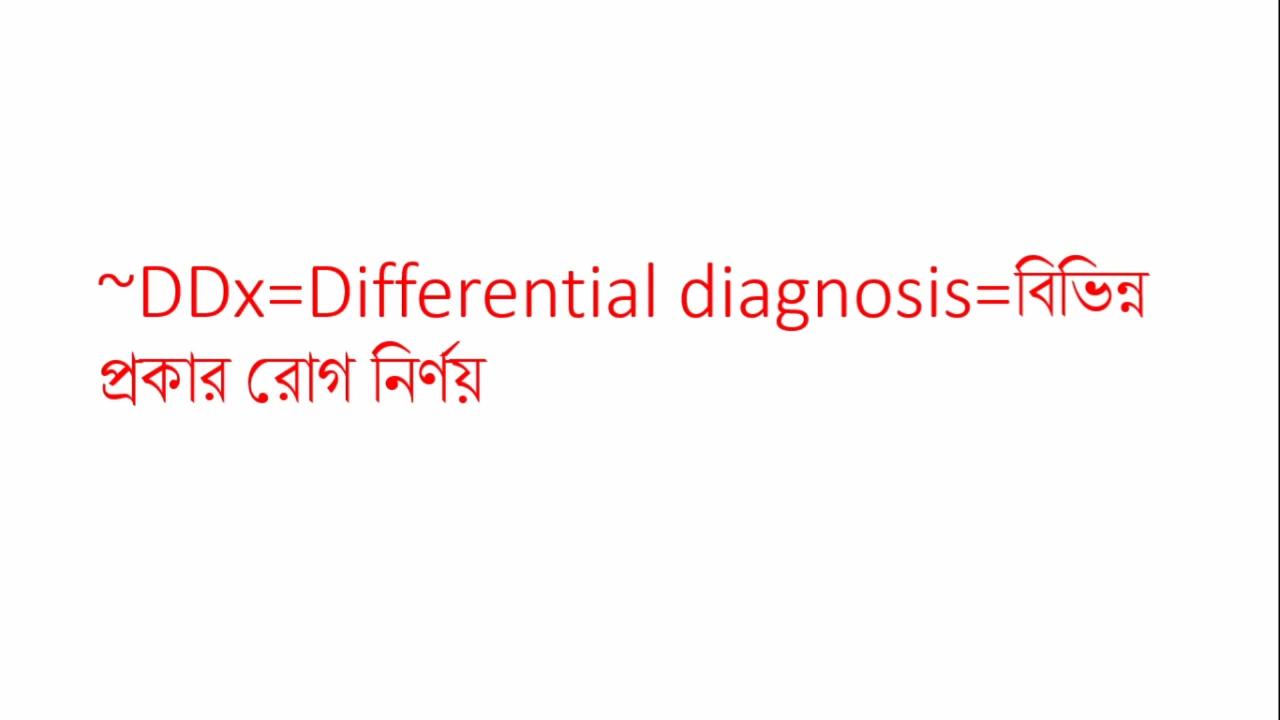 ~DDx=Differential diagnosis=বিভিন্ন
প্রকার রোগ নির্ণয়